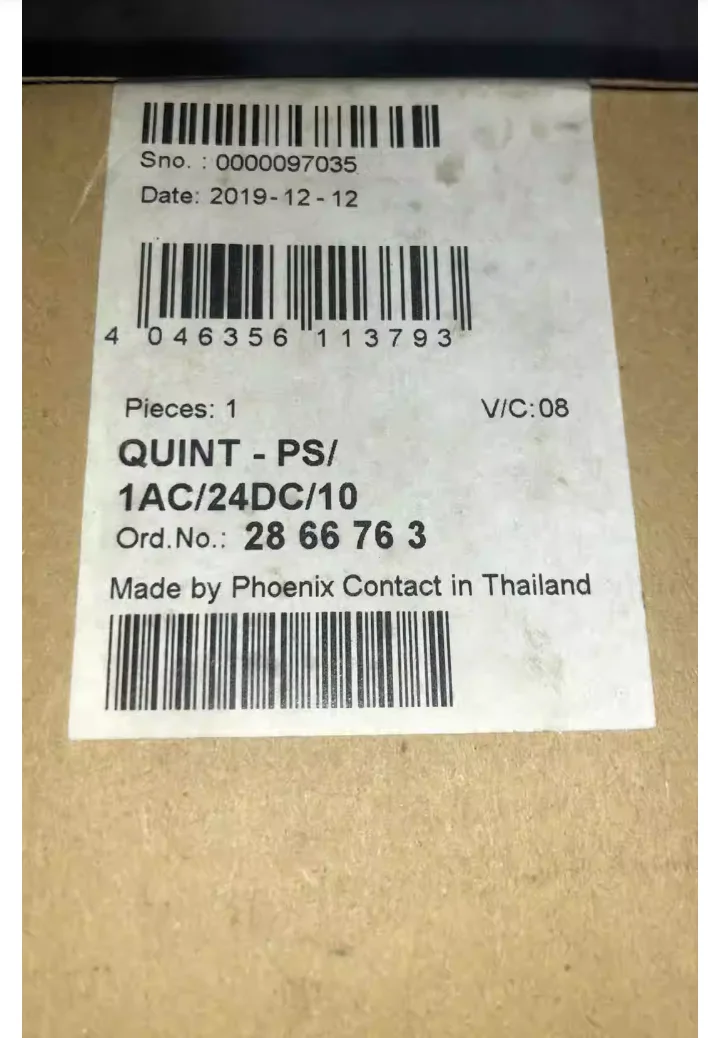 Sno. : 0000097035
Date: 2019-12-12
4 046356 113793
Pieces: 1 V/C:08
QUINT - PS/
1AC/24DC/10
Ord.No.: 28 66 76 3
Made by Phoenix Contact in Thailand